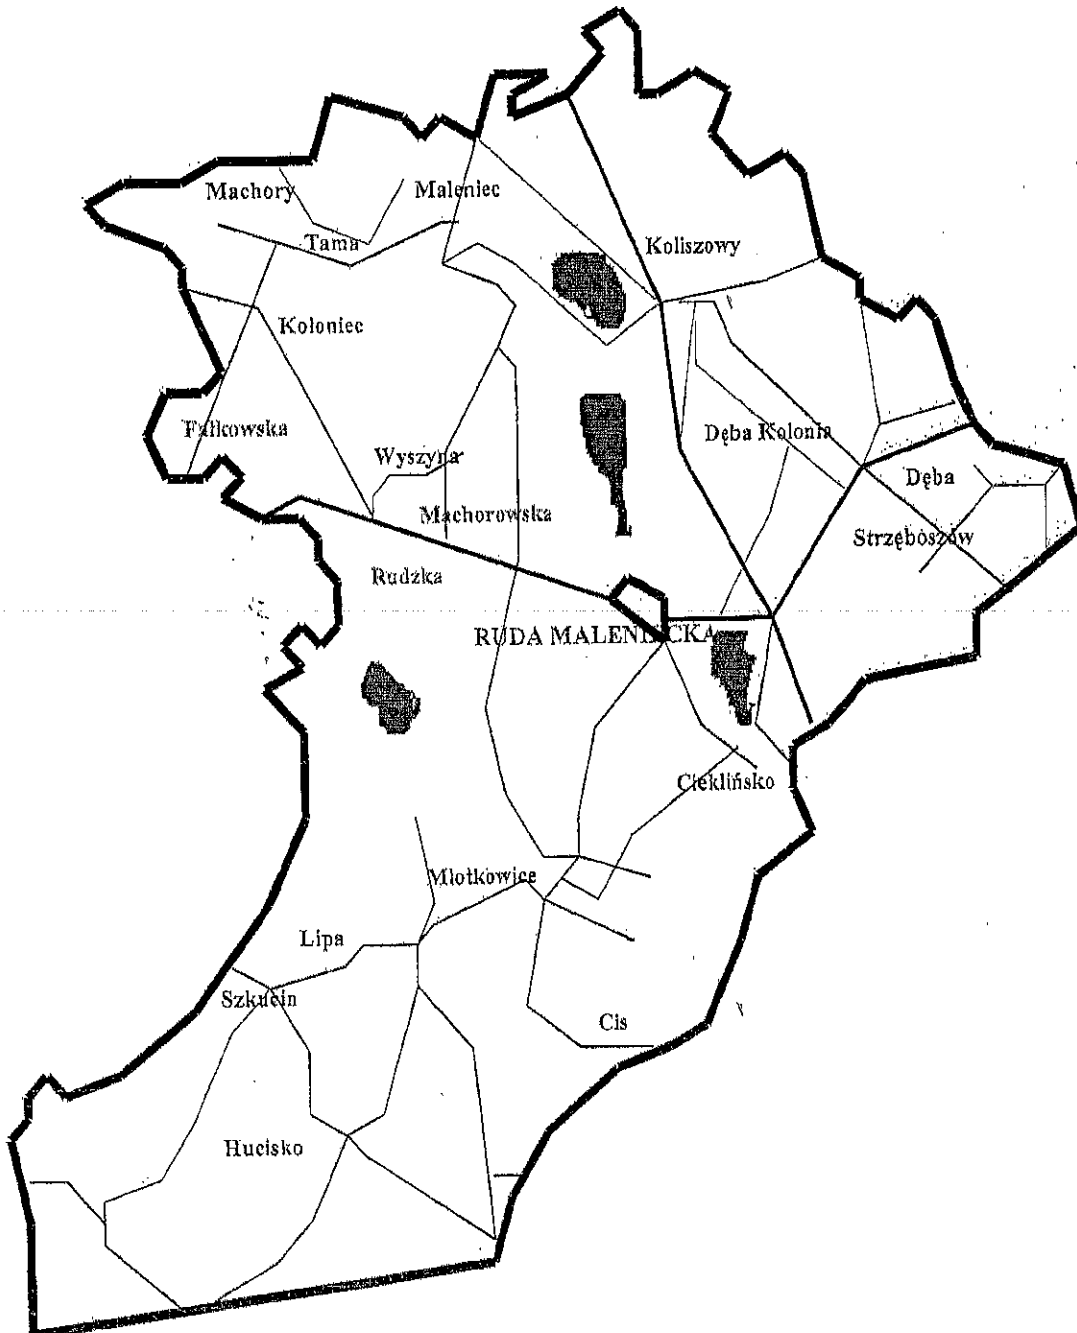 Machory
Maleniec
Tama
Koliszowy
Koloniec
Fałkowska
Wyszyna
Dęba Kolonia
Dęba
Machorowska
Strzęboszów
Rudzka
RUDA MALENIECKA
Cieklińsko
Młotkowice
Lipa
Szkucin
Cis
Hucisko